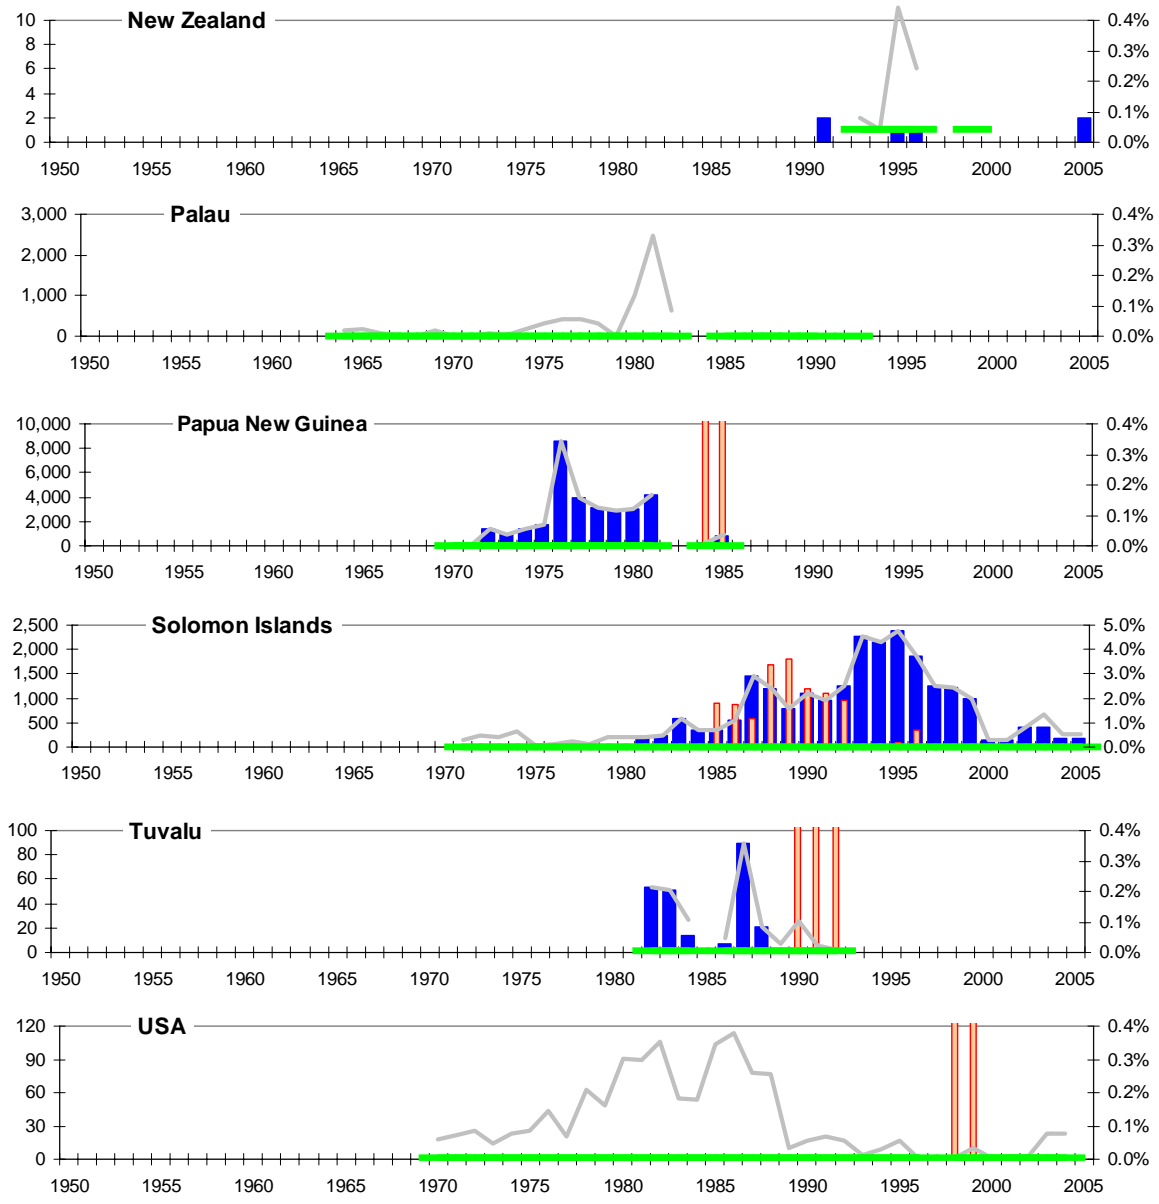 New Zealand
10 0.4%
8 0.3%
6
4 0.2%
2 0.1%
0 0.0%
1950 1955 1960 1965 1970 1975 1980 1985 1990 1995 2000 2005
Palau
3,000 0.4%
2,000 0.3%
0.2%
1,000 0.1%
0 0.0%
1950 1955 1960 1965 1970 1975 1980 1985 1990 1995 2000 2005
Papua New Guinea
10,000 0.4%
8,000 0.3%
6,000
4,000 0.2%
2,000 0.1%
0 0.0%
1950 1955 1960 1965 1970 1975 1980 1985 1990 1995 2000 2005
Solomon Islands
2,500 5.0%
2,000 4.0%
1,500 3.0%
1,000 2.0%
500 1.0%
0 0.0%
1950 1955 1960 1965 1970 1975 1980 1985 1990 1995 2000 2005
Tuvalu
100 0.4%
80 0.3%
60
40 0.2%
20 0.1%
0 0.0%
1950 1955 1960 1965 1970 1975 1980 1985 1990 1995 2000 2005
USA
120 0.4%
90 0.3%
60 0.2%
30 0.1%
0 0.0%
1950 1955 1960 1965 1970 1975 1980 1985 1990 1995 2000 2005